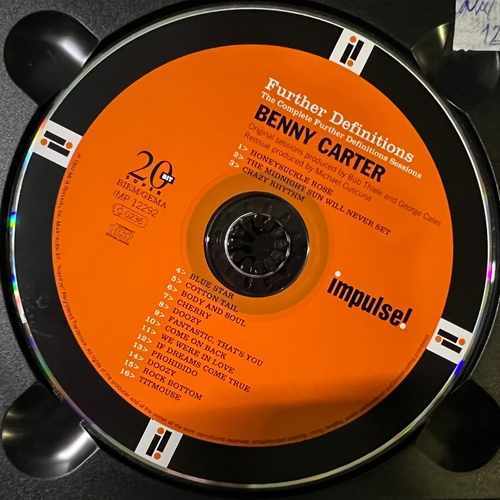 Further Definitions
The Complete Further Definitions Sessions
BENNY CARTER
Original sessions produced by Bob Thiele and George Cates
Reissue produced by Michael Cuscuna
1> HONEYSUCKLE ROSE
2> THE MIDNIGHT SUN WILL NEVER SET
3> CRAZY RHYTHM
20 BIT
SUPER
BIEM/GEMA
IMP 12292
impulse!
4> BLUE STAR
5> COTTON TAIL
6> BODY AND SOUL
7> CHERRY
8> DOOZY
9> FANTASTIC, THAT'S YOU
10> COME ON BACK
11> WE WERE IN LOVE
12> IF DREAMS COME TRUE
13> PROHIBIDO
14> DOOZY
15> ROCK BOTTOM
16> TITMOUSE